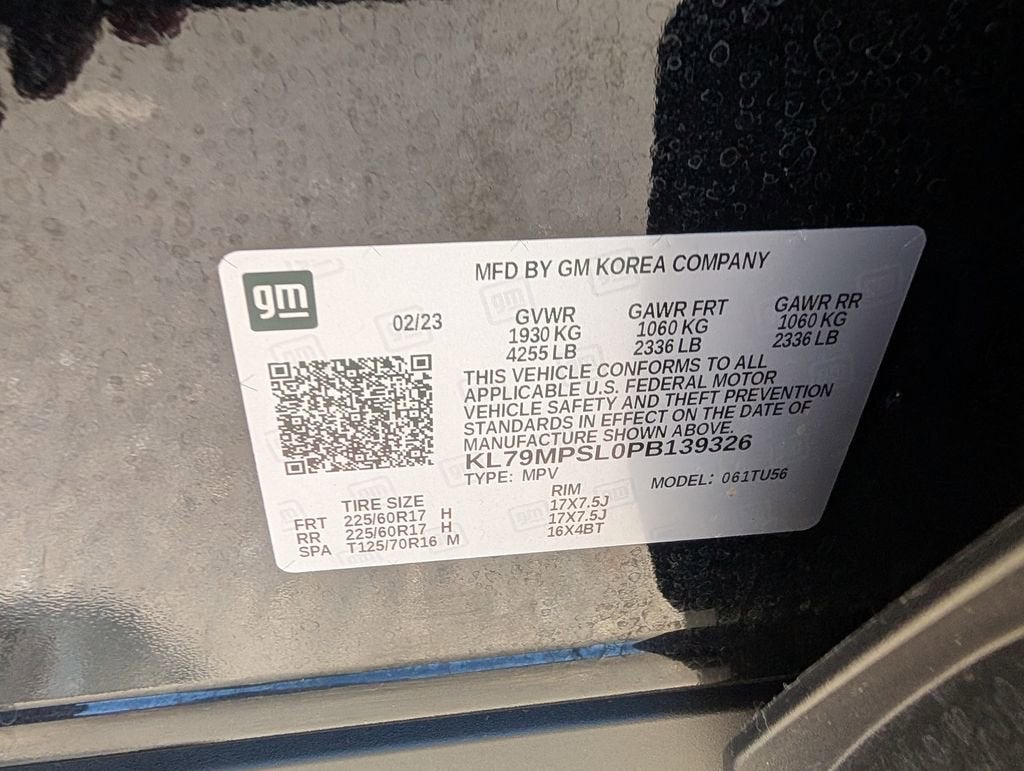 gm
MFD BY GM KOREA COMPANY
02/23
GVWR GAWR FRT GAWR RR
1930 KG 1060 KG 1060 KG
4255 LB 2336 LB 2336 LB
THIS VEHICLE CONFORMS TO ALL
APPLICABLE U.S. FEDERAL MOTOR
VEHICLE SAFETY AND THEFT PREVENTION
STANDARDS IN EFFECT ON THE DATE OF
MANUFACTURE SHOWN ABOVE.
KL79MPSL0PB139326
TYPE: MPV MODEL: 061TU56
TIRE SIZE RIM
FRT 225/60R17 H 17X7.5J
RR 225/60R17 H 17X7.5J
SPA T125/70R16 M 16X4BT